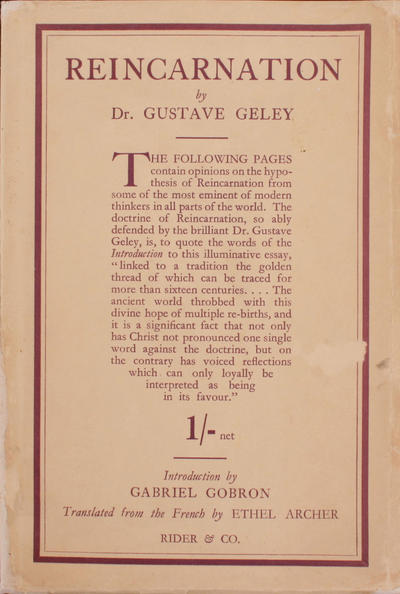 REINCARNATION
by
Dr. GUSTAVE GELEY
THE FOLLOWING PAGES
contain opinions on the hypo-
thesis of Reincarnation from
some of the most eminent of modern
thinkers in all parts of the world. The
doctrine of Reincarnation, so ably
defended by the brilliant Dr. Gustave
Geley, is, to quote the words of the
Introduction to this illuminative essay,
"linked to a tradition the golden
thread of which can be traced for
more than sixteen centuries. . . . The
ancient world throbbed with this
divine hope of multiple re-births, and
it is a significant fact that not only
has Christ not pronounced one single
word against the doctrine, but on
the contrary has voiced reflections
which can only loyally be
interpreted as being
in its favour."
1/- net
Introduction by
GABRIEL GOBRON
Translated from the French by ETHEL ARCHER
RIDER & CO.